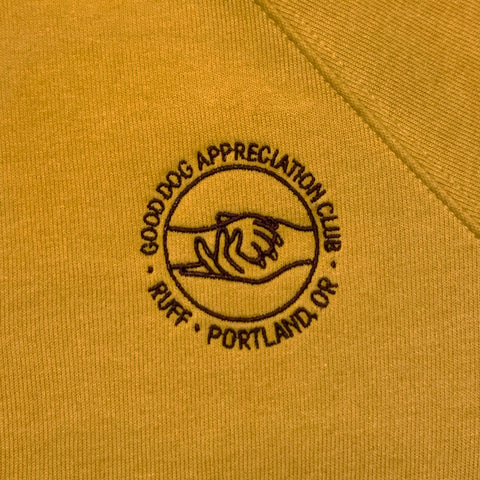 GOOD DOG APPRECIATION CLUB
· RUFF · PORTLAND, OR ·